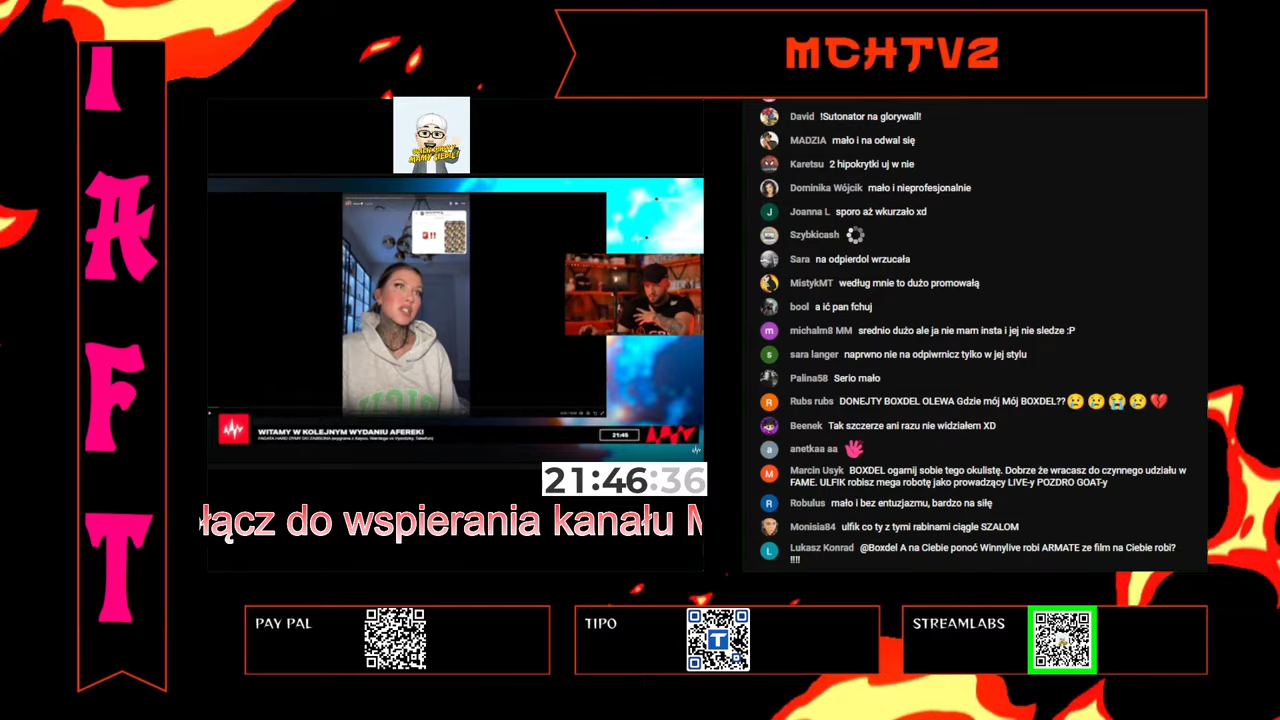 MCHTV2
I
A
F
T
MAMY CIEBIE!
WITAMY W KOLEJNYM WYDANIU AFEREK!
21:45
21:46:36
łącz do wspierania kanału M
David !Sutonator na glorywall!
MADZIA mało i na odwal się
Karetsu 2 hipokrytki uj w nie
Dominika Wójcik mało i nieprofesjonalnie
J Joanna L sporo aż wkurzało xd
Szybkicash
Sara na odpierdol wrzucała
MistykMT według mnie to dużo promowałą
bool a ić pan fchuj
m michalm8 MM srednio dużo ale ja nie mam insta i jej nie sledze :P
s sara langer naprwno nie na odpiwrnicz tylko w jej stylu
Palina58 Serio mało
R Rubs rubs DONEJTY BOXDEL OLEWA Gdzie mój Mój BOXDEL??😢😢😭😢💔
Beenek Tak szczerze ani razu nie widziałem XD
a anetkaa aa
M Marcin Usyk BOXDEL ogarnij sobie tego okulistę. Dobrze że wracasz do czynnego udziału w
FAME. ULFIK robisz mega robotę jako prowadzący LIVE-y POZDRO GOAT-y
R Robulus mało i bez entuzjazmu, bardzo na siłę
Monisia84 ulfik co ty z tymi rabinami ciągle SZALOM
L Lukasz Konrad @Boxdel A na Ciebie ponoć Winnylive robi ARMATE ze film na Ciebie robi?
!!!!
PAY PAL
TIPO
T
STREAMLABS